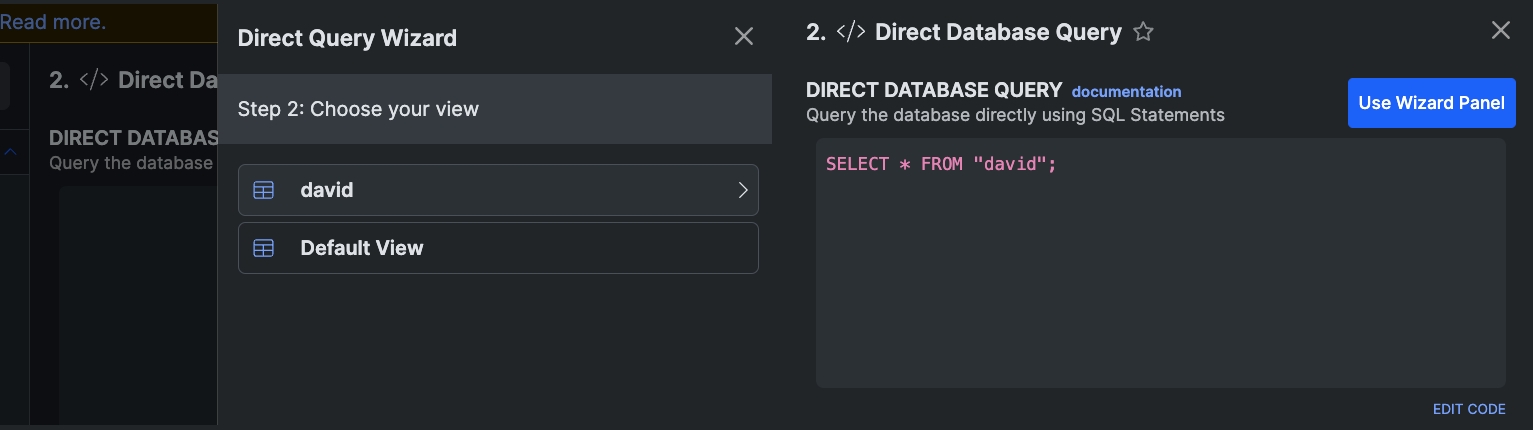 Read more.
2. </> Direct Da
DIRECT DATABAS
Query the database
Direct Query Wizard
Step 2: Choose your view
david
Default View
2. </> Direct Database Query
DIRECT DATABASE QUERY documentation
Query the database directly using SQL Statements
Use Wizard Panel
SELECT * FROM "david";
EDIT CODE